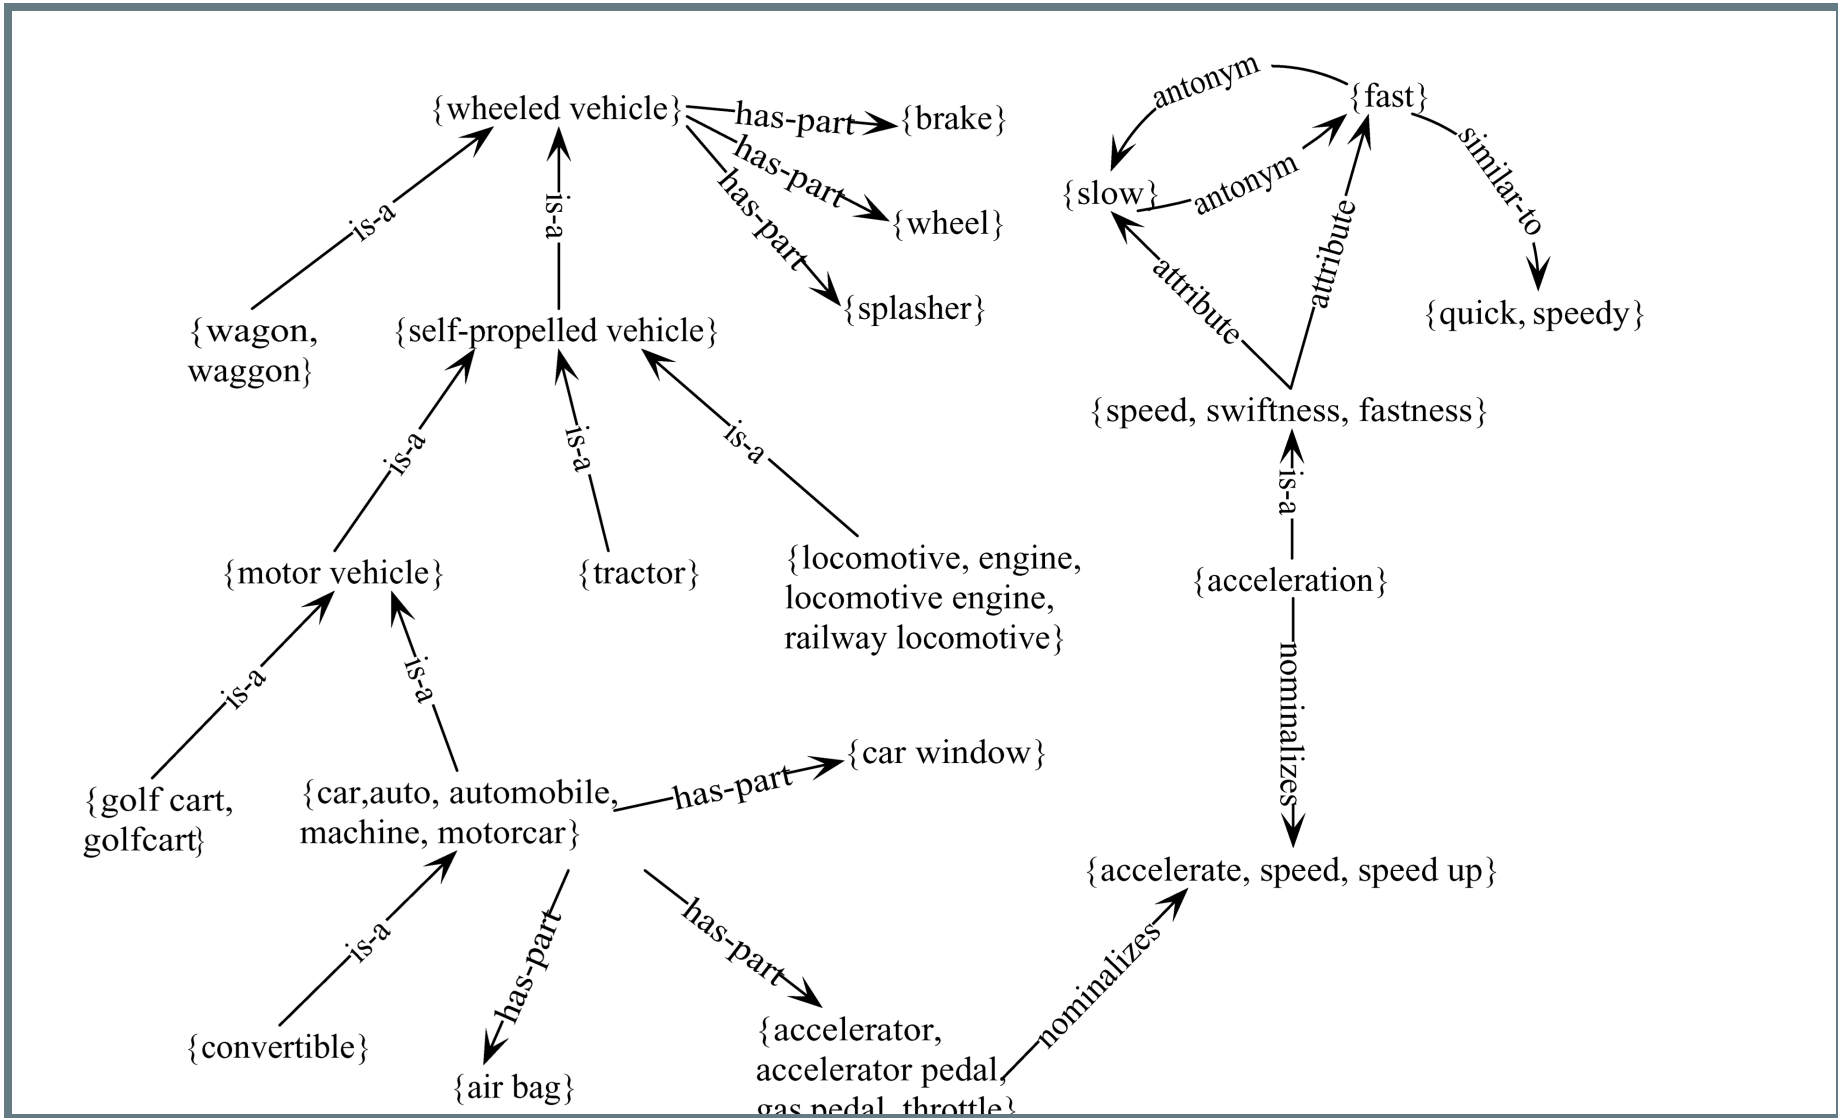 antonym
{fast}
{wheeled vehicle}
has-part
{brake}
has-part
similar-to
has-part
{slow}
antonym
is-a
is-a
{wheel}
attribute
attribute
{splasher}
{quick, speedy}
{wagon,
waggon}
{self-propelled vehicle}
{speed, swiftness, fastness}
is-a
is-a
is-a
is-a
{motor vehicle}
{tractor}
{locomotive, engine,
locomotive engine,
railway locomotive}
{acceleration}
is-a
is-a
nominalizes
{car window}
has-part
{golf cart,
golfcart}
{car,auto, automobile,
machine, motorcar}
{accelerate, speed, speed up}
is-a
has-part
has-part
nominalizes
{convertible}
{air bag}
{accelerator,
accelerator pedal,
gas pedal, throttle}